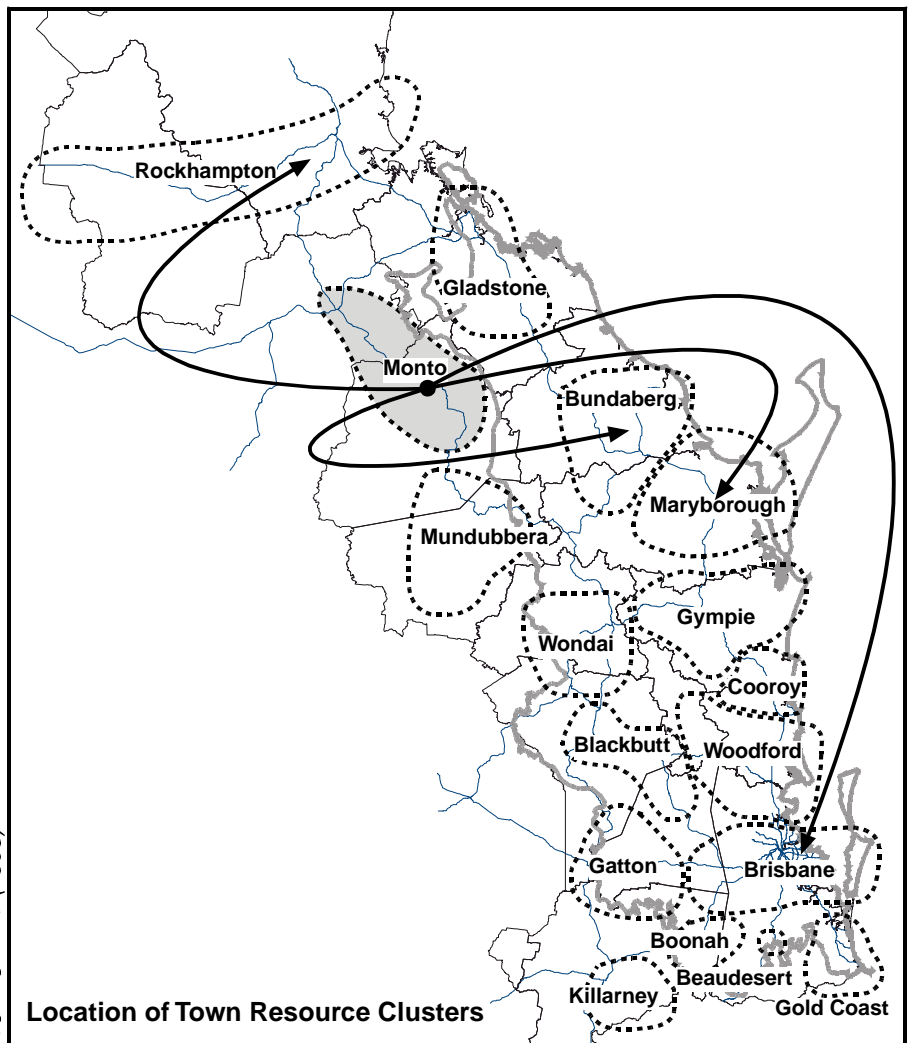 Rockhampton
Gladstone
Monto
Bundaberg
Maryborough
Mundubbera
Gympie
Wondai
Cooroy
Blackbutt
Woodford
Gatton
Brisbane
Boonah
Beaudesert
Killarney
Gold Coast
Location of Town Resource Clusters